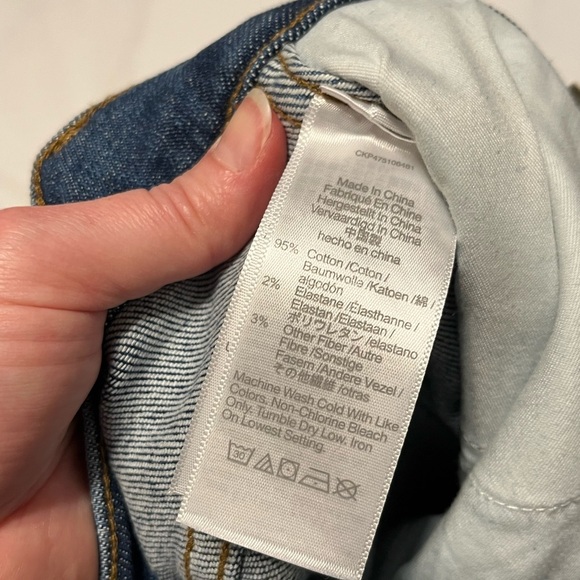 CKP475106461
Made In China
Fabriqué En Chine
Hergestellt In China
Vervaardigd In China
中国製
hecho en china
95% Cotton /Coton /
Baumwolle /Katoen /綿 /
algodón
2% Elastane /Élasthanne /
Elastan /Elastaan /
ポリウレタン /elastano
3% Other Fiber /Autre
Fibre /Sonstige
Fasern /Andere Vezel /
その他繊維 /otras
Machine Wash Cold With Like
Colors. Non-Chlorine Bleach
Only. Tumble Dry Low. Iron
On Lowest Setting.
30